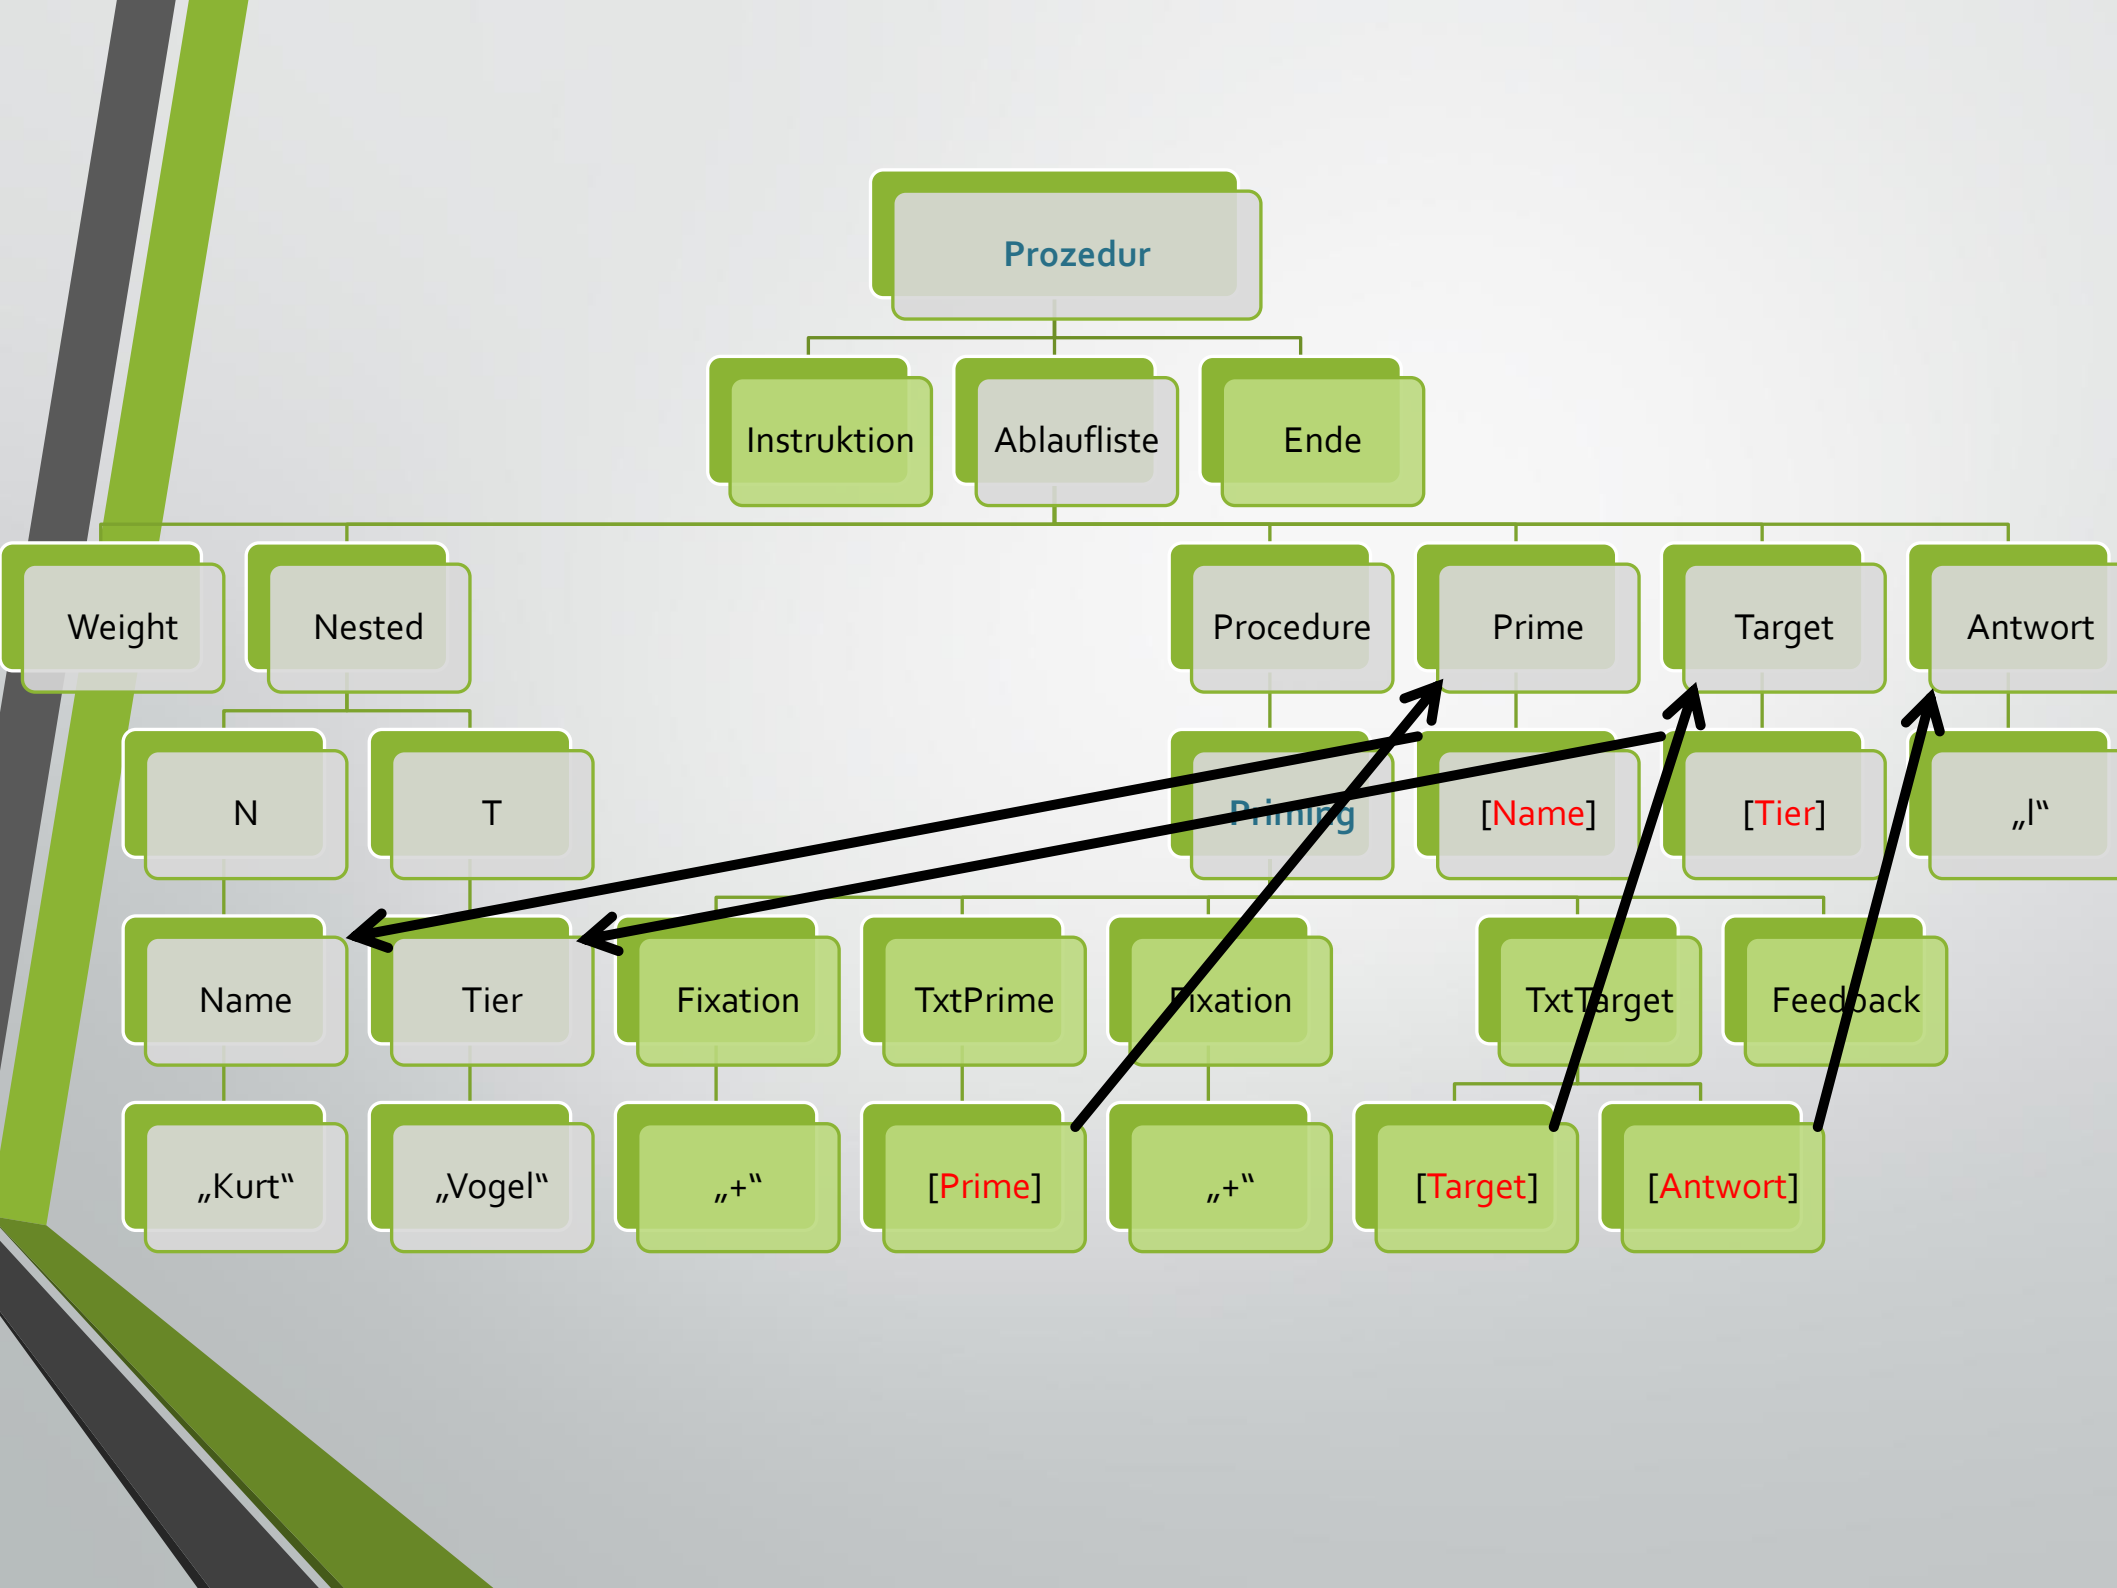 Prozedur
Instruktion
Ablaufliste
Ende
Weight
Nested
Procedure
Prime
Target
Antwort
N
T
Priming
[Name]
[Tier]
„l“
Name
Tier
Fixation
TxtPrime
Fixation
TxtTarget
Feedback
„Kurt“
„Vogel“
„+“
[Prime]
„+“
[Target]
[Antwort]